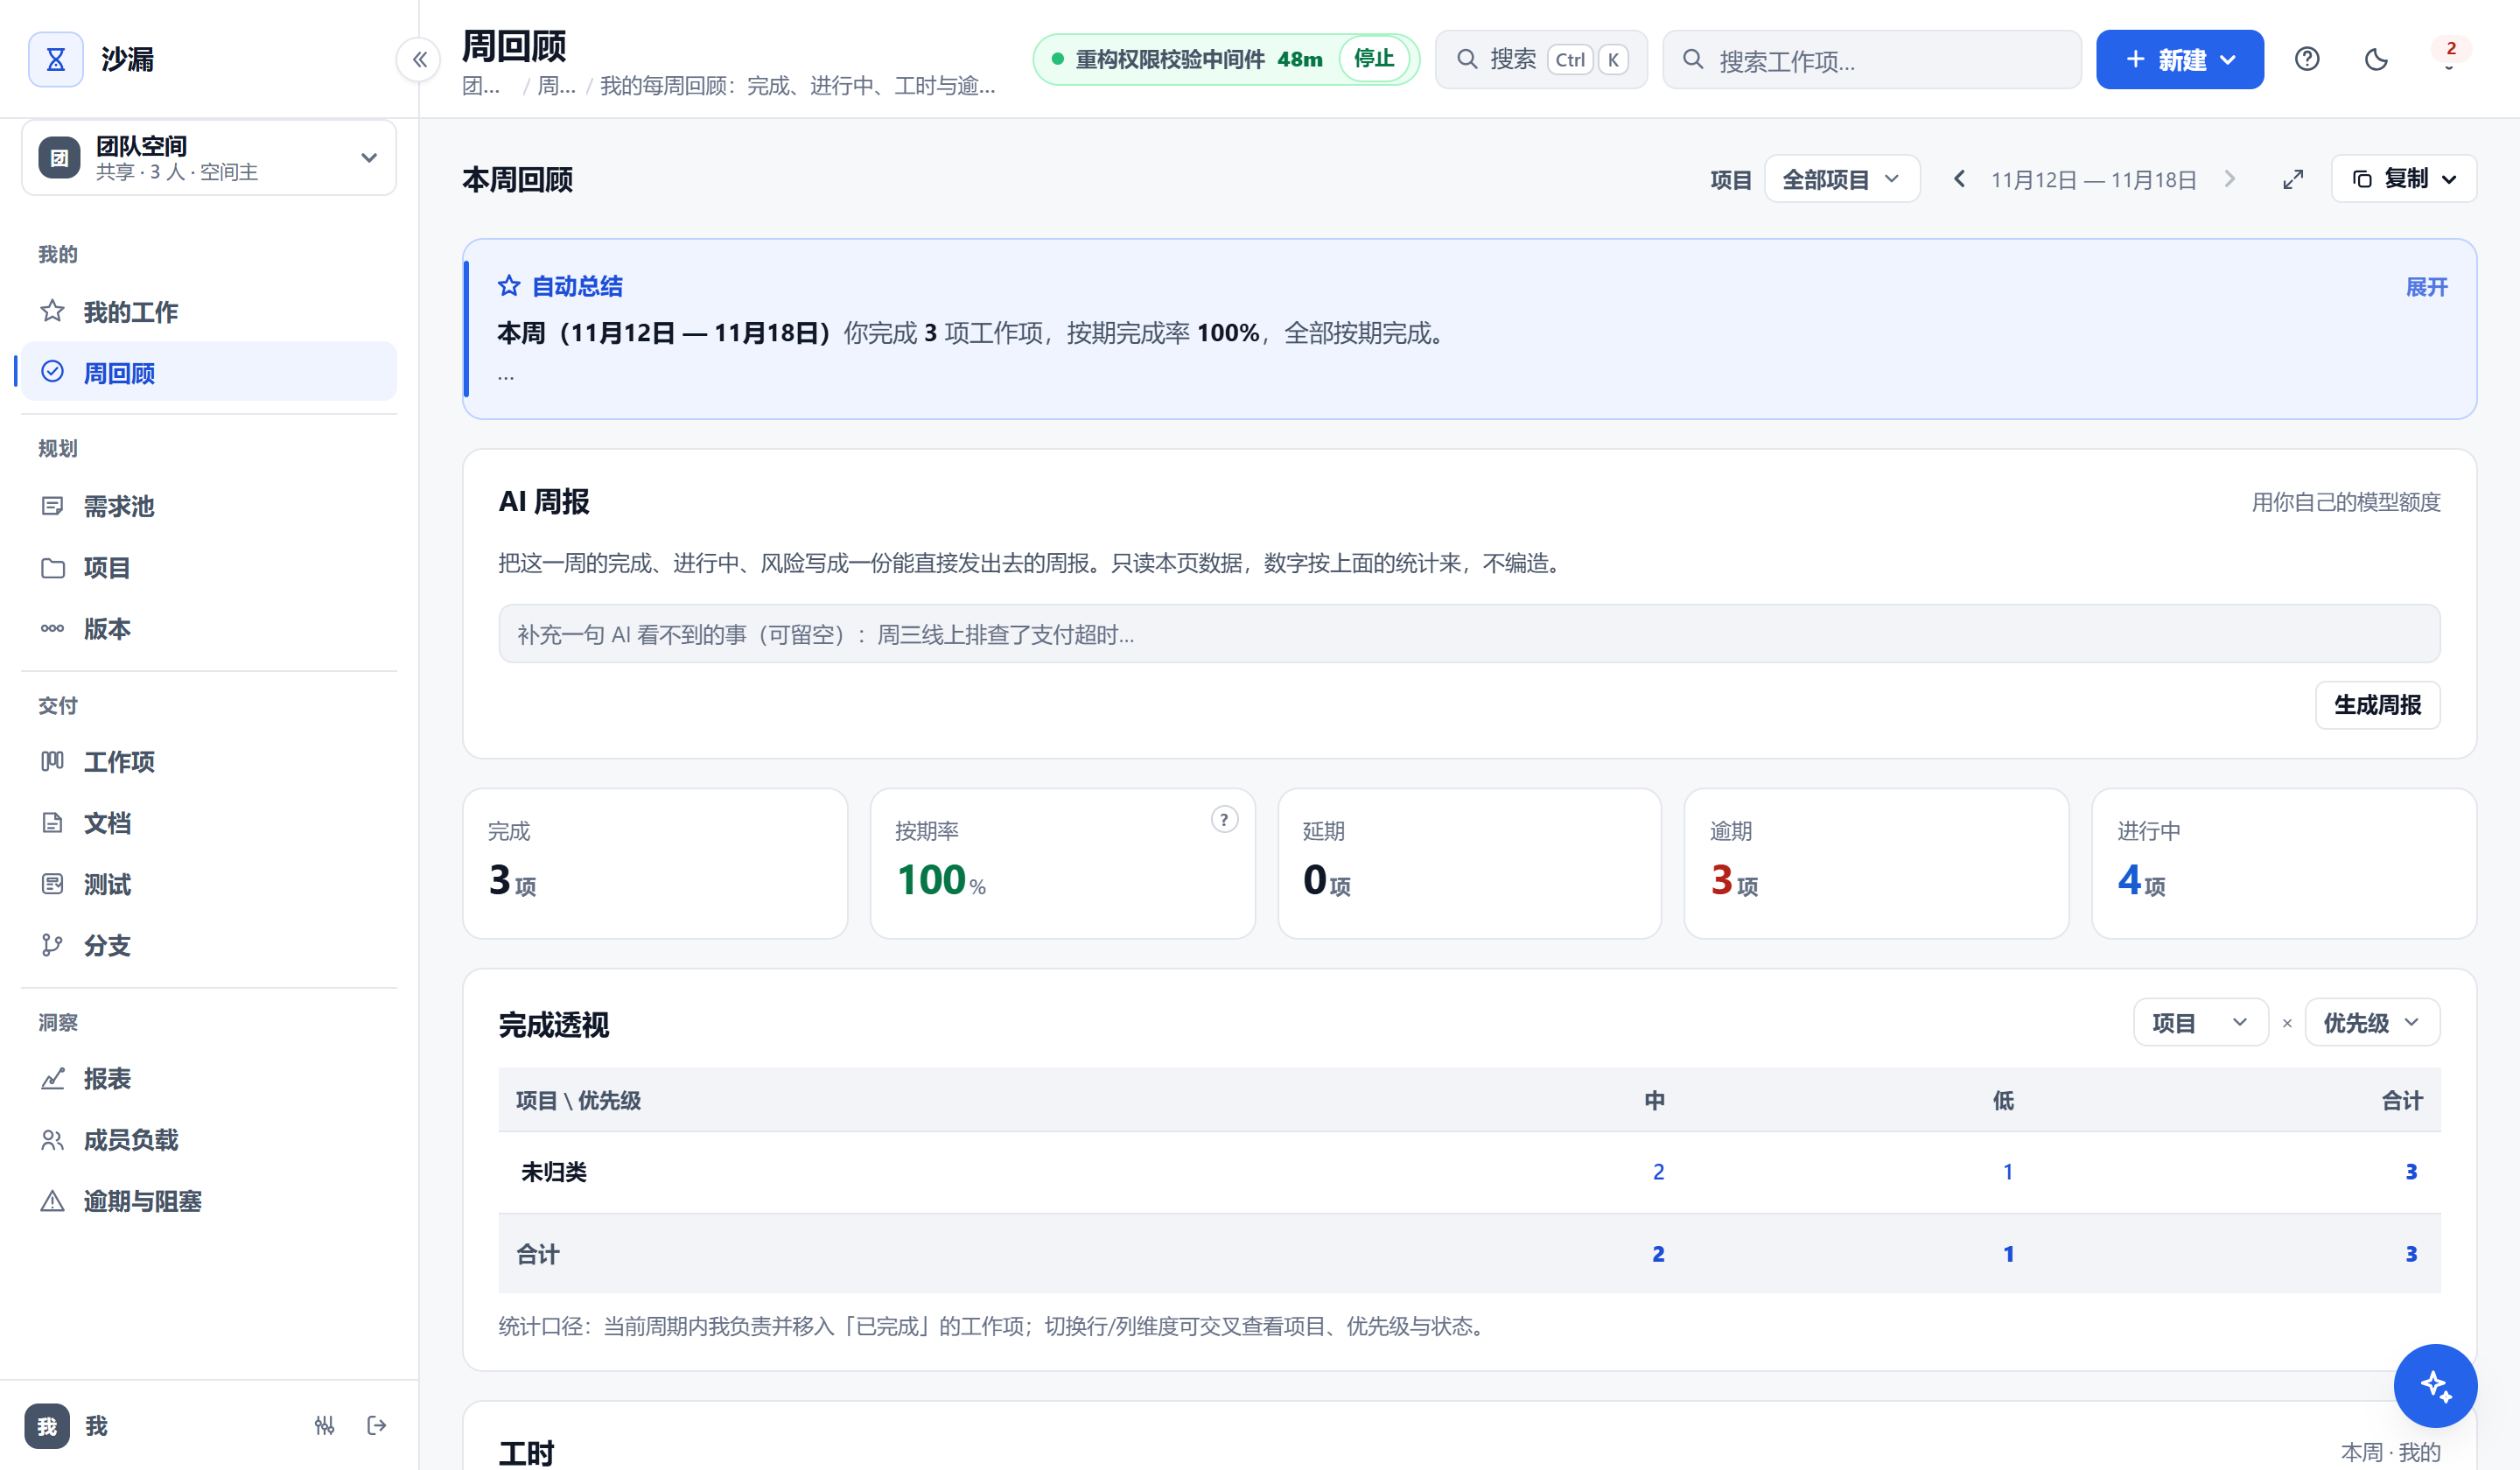 沙漏
周回顾
团... / 周... / 我的每周回顾：完成、进行中、工时与逾...
重构权限校验中间件 48m 停止
搜索 Ctrl K
搜索工作项...
新建
2
团
团队空间
共享 · 3 人 · 空间主
我的
我的工作
周回顾
规划
需求池
项目
版本
交付
工作项
文档
测试
分支
洞察
报表
成员负载
逾期与阻塞
我 我
本周回顾
项目 全部项目 11月12日 — 11月18日 复制
自动总结 展开
本周（11月12日 — 11月18日）你完成 3 项工作项，按期完成率 100%，全部按期完成。
...
AI 周报 用你自己的模型额度
把这一周的完成、进行中、风险写成一份能直接发出去的周报。只读本页数据，数字按上面的统计来，不编造。
补充一句 AI 看不到的事（可留空）：周三线上排查了支付超时...
生成周报
完成
3 项
按期率 ?
100 %
延期
0 项
逾期
3 项
进行中
4 项
完成透视 项目 × 优先级
项目 \ 优先级 中 低 合计
未归类 2 1 3
合计 2 1 3
统计口径：当前周期内我负责并移入「已完成」的工作项；切换行/列维度可交叉查看项目、优先级与状态。
工时 本周 · 我的